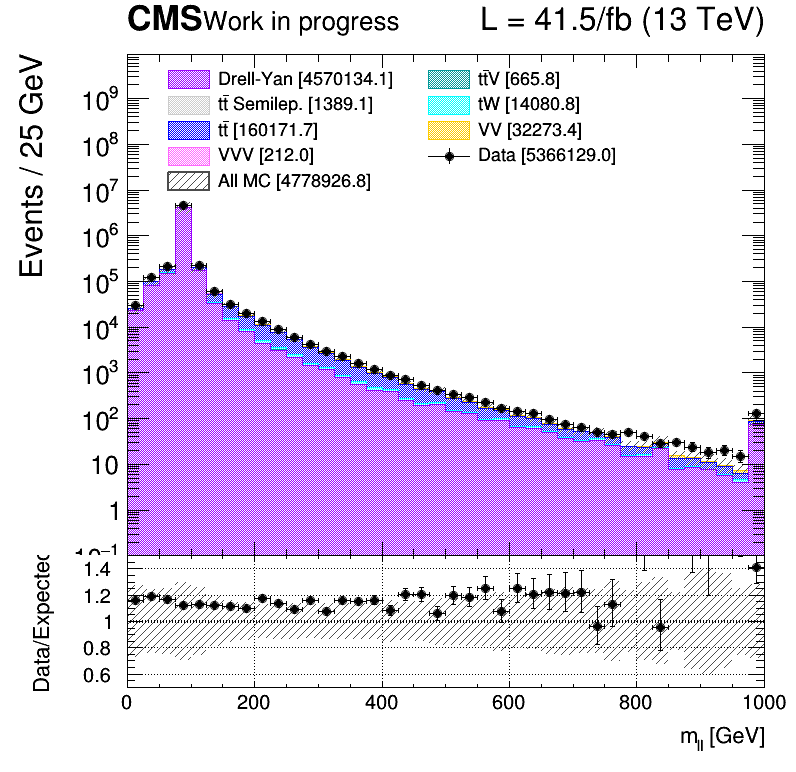 CMS Work in progress L = 41.5/fb (13 TeV)
Events / 25 GeV
Drell-Yan [4570134.1]
tt̄ Semilep. [1389.1]
tt̄ [160171.7]
VVV [212.0]
All MC [4778926.8]
tt̄V [665.8]
tW [14080.8]
VV [32273.4]
Data [5366129.0]
10⁹
10⁸
10⁷
10⁶
10⁵
10⁴
10³
10²
10
1
10⁻¹
Data/Expected
1.4
1.2
1
0.8
0.6
0 200 400 600 800 1000
m_ll [GeV]